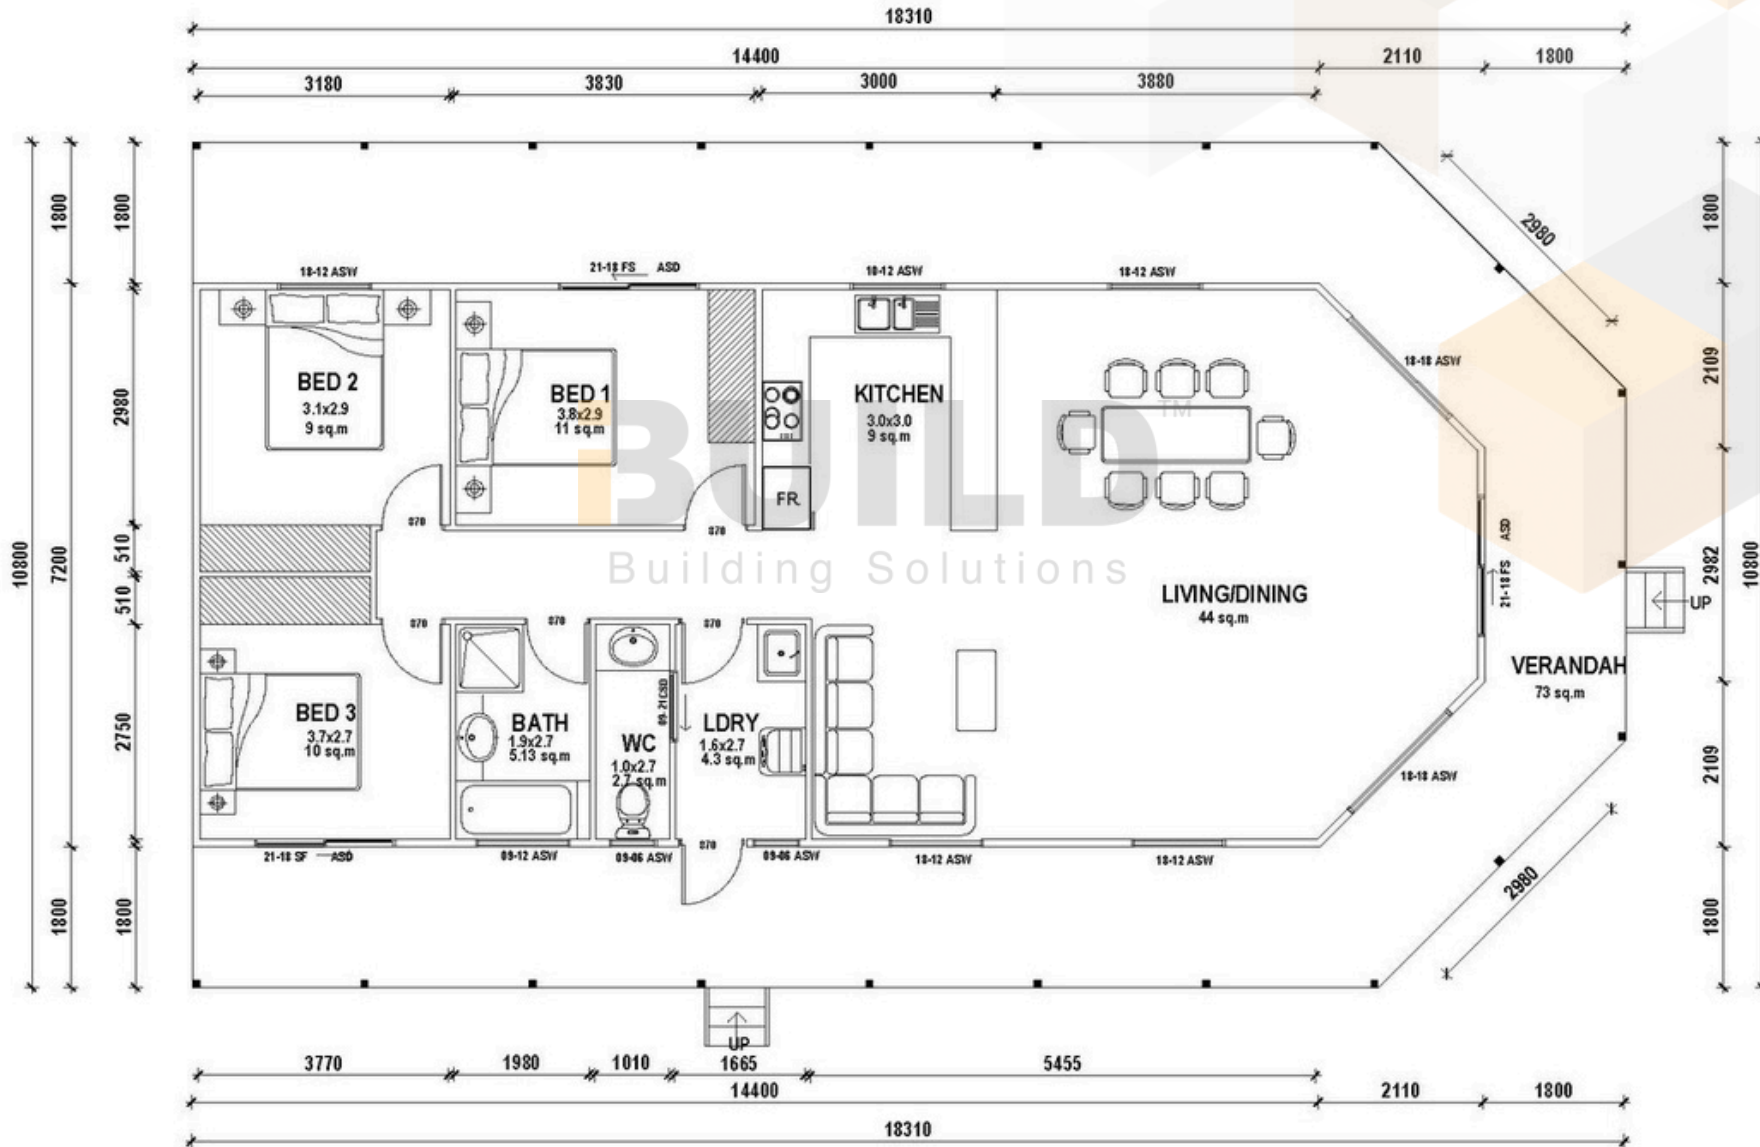 18310
14400 2110 1800
3180 3830 3000 3880
10800
1800
7200
1800
1800
2980
510
510
2750
1800
2980
18-12 ASW
21-18 FS ASD
18-12 ASW
18-12 ASW
BED 2
3.1x2.9
9 sq.m
BED 1
3.8x2.9
11 sq.m
KITCHEN
3.0x3.0
9 sq.m
FR
870
870
iBUILD™
Building Solutions
18-18 ASW
21-18 FS ASD
LIVING/DINING
44 sq.m
UP
VERANDAH
73 sq.m
870
870
870
BED 3
3.7x2.7
10 sq.m
BATH
1.9x2.7
5.13 sq.m
WC
1.0x2.7
2.7 sq.m
09-21 CSD
LDRY
1.6x2.7
4.3 sq.m
18-18 ASW
21-18 SF ASD
09-12 ASW
09-06 ASW
870
09-06 ASW
18-12 ASW
18-12 ASW
2980
1800
2109
2982
2109
1800
10800
UP
3770 1980 1010 1665 5455
14400 2110 1800
18310